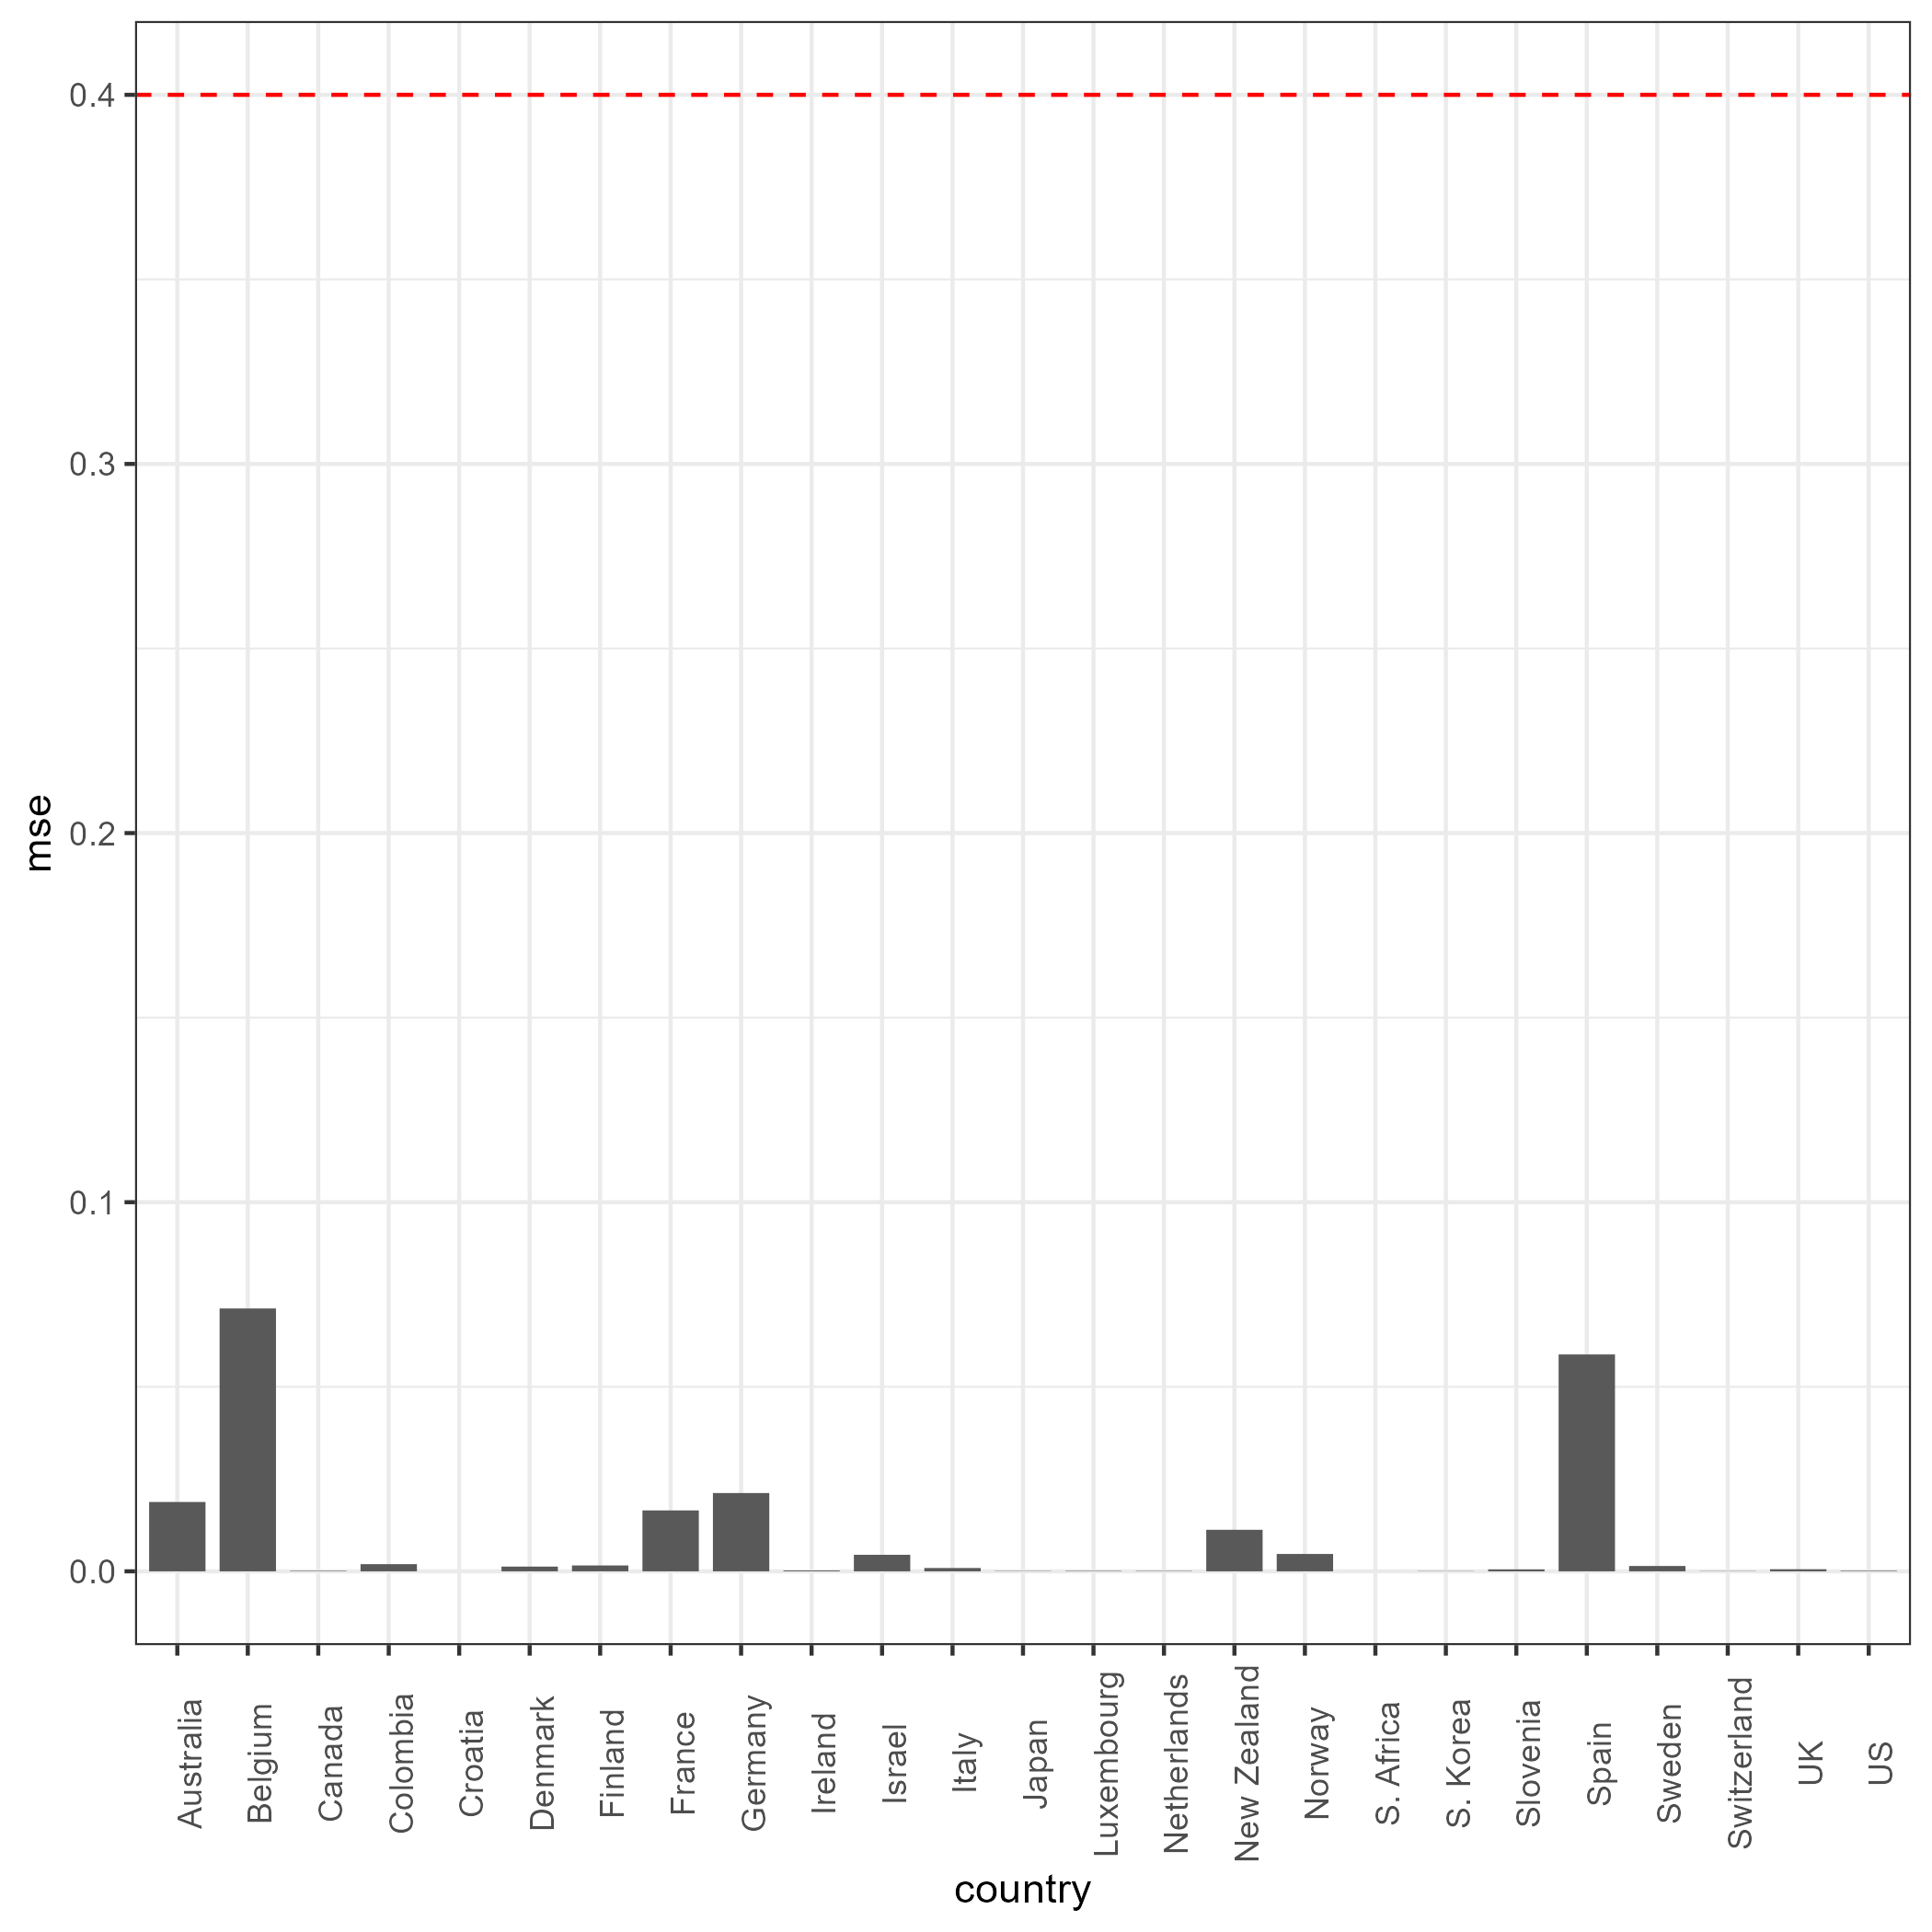 mse
0.4
0.3
0.2
0.1
0.0
Australia
Belgium
Canada
Colombia
Croatia
Denmark
Finland
France
Germany
Ireland
Israel
Italy
Japan
Luxembourg
Netherlands
New Zealand
Norway
S. Africa
S. Korea
Slovenia
Spain
Sweden
Switzerland
UK
US
country